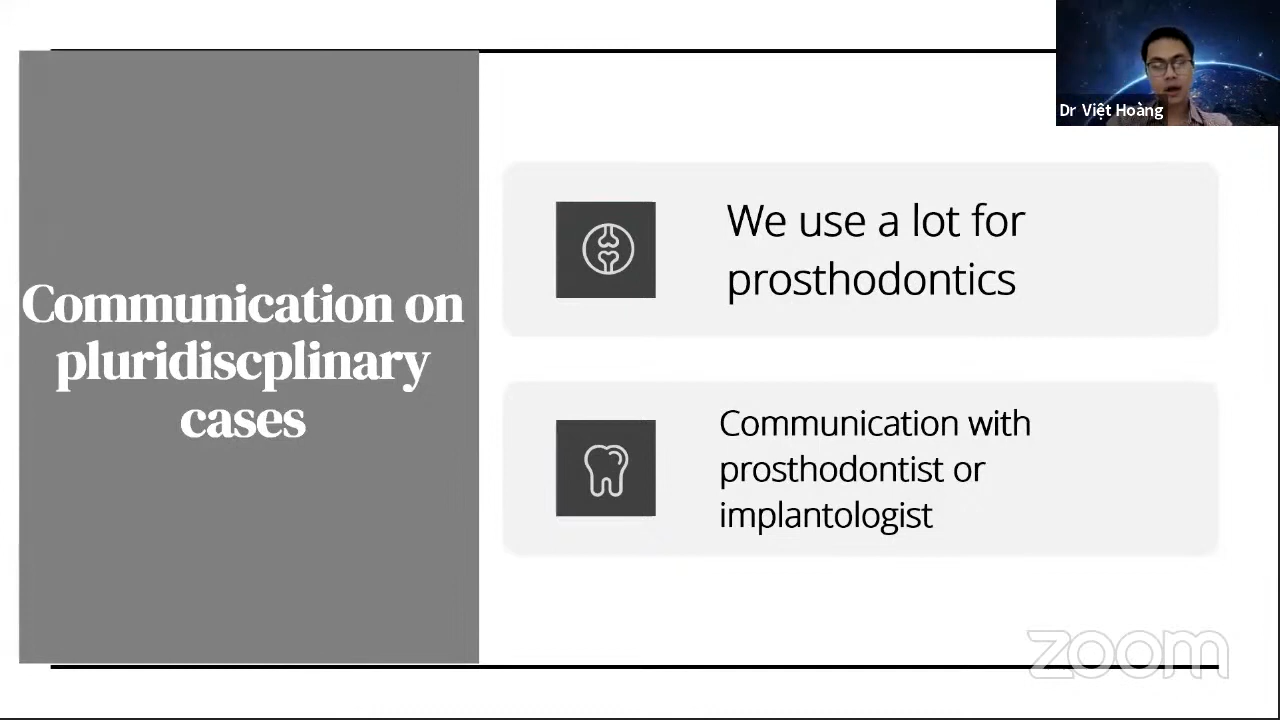 Dr Việt Hoàng
Communication on
pluridiscplinary
cases
We use a lot for
prosthodontics
Communication with
prosthodontist or
implantologist
zoom